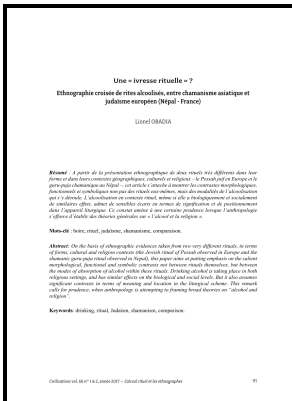 Une « ivresse rituelle » ?
Ethnographie croisée de rites alcoolisés, entre chamanisme asiatique et
judaïsme européen (Népal - France)
Lionel OBADIA
Résumé : A partir de la présentation ethnographique de deux rituels très différents dans leur
forme et dans leurs contextes géographiques, culturels et religieux – le Pessah juif en Europe et le
guru-puja chamanique au Népal –, cet article s'attache à montrer les contrastes morphologiques,
fonctionnels et symboliques non pas des rituels eux-mêmes, mais des modalités de l'alcoolisation
qui s'y déroule. L'alcoolisation en contexte rituel, même si elle a biologiquement et socialement
de similaires effets, admet de sensibles écarts en termes de signification et de positionnement
dans l'appareil liturgique. Ce constat amène à une certaine prudence lorsque l'anthropologie
s'efforce d'établir des théories générales sur « l'alcool et la religion ».
Mots-clé : boire, rituel, judaïsme, shamanisme, comparaison.
Abstract: On the basis of ethnographic evidences taken from two very different rituals, in terms
of forms, cultural and religious contexts (the Jewish ritual of Pessah observed in Europe and the
shamanic guru-puja ritual observed in Nepal), this paper aims at putting emphasis on the salient
morphological, functional and symbolic contrasts not between rituals themselves, but between
the modes of absorption of alcohol within these rituals. Drinking alcohol is taking place in both
religious settings, and has similar effects on the biological and social levels. But it also assumes
significant contrasts in terms of meaning and location in the liturgical scheme. This remark
calls for prudence, when anthropology is attempting to framing broad theories on "alcohol and
religion".
Keywords: drinking, ritual, Judaism, shamanism, comparison.
Civilisations vol. 66 n° 1 & 2, année 2017 – L'alcool rituel et les ethnographes
91